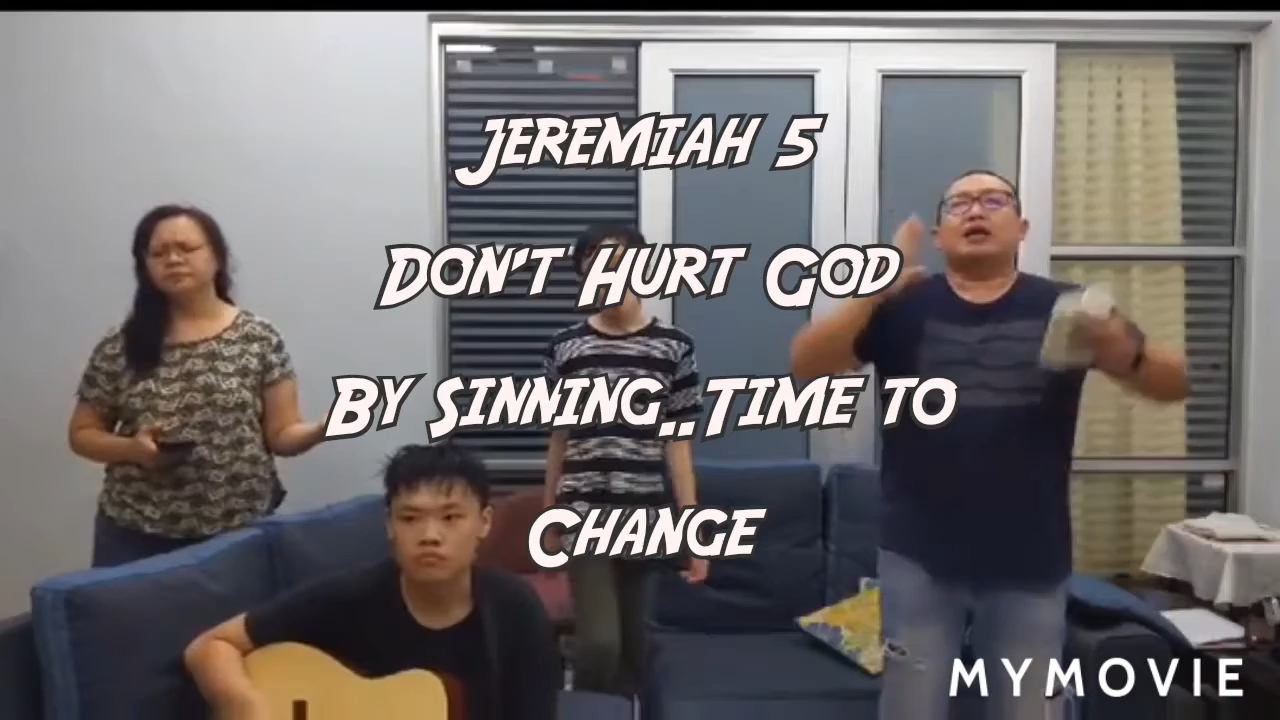 Jeremiah 5
Don't Hurt God
By Sinning..Time to
Change
MYMOVIE